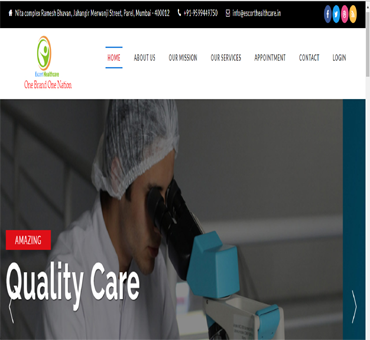 Nita complex Ramesh Bhuvan, Jahangir Merwanji Street, Parel, Mumbai - 400012 +91-9599449750 info@escorthealthcare.in
Escort Healthcare
One Brand One Nation
HOME ABOUT US OUR MISSION OUR SERVICES APPOINTMENT CONTACT LOGIN
AMAZING
Quality Care